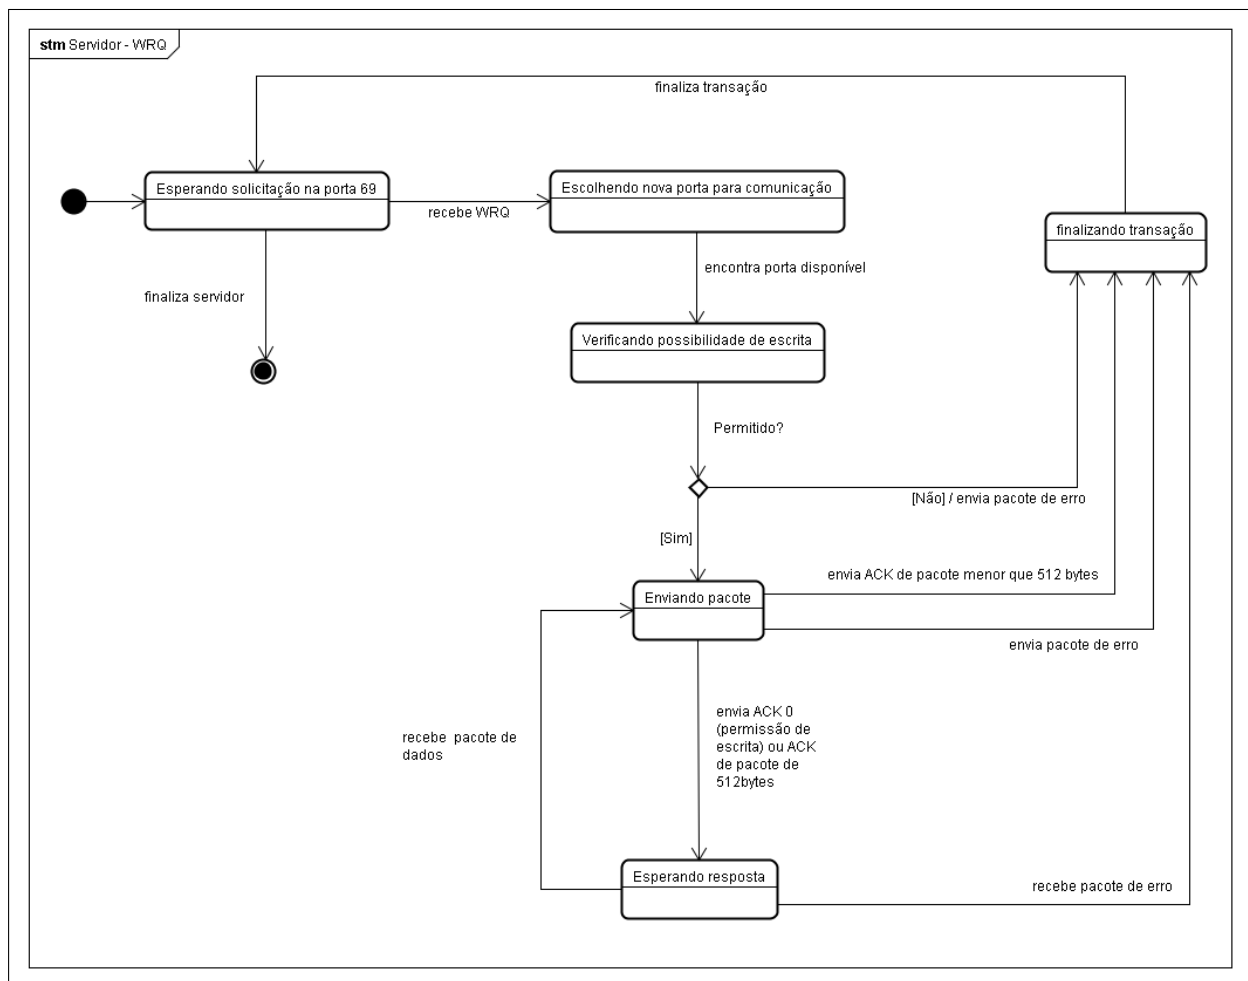 stm Servidor - WRQ
finaliza transação
Esperando solicitação na porta 69
recebe WRQ
Escolhendo nova porta para comunicação
finalizando transação
encontra porta disponível
finaliza servidor
Verificando possibilidade de escrita
Permitido?
[Não] / envia pacote de erro
[Sim]
envia ACK de pacote menor que 512 bytes
Enviando pacote
envia pacote de erro
envia ACK 0
(permissão de
escrita) ou ACK
de pacote de
512bytes
recebe  pacote de
dados
Esperando resposta
recebe pacote de erro